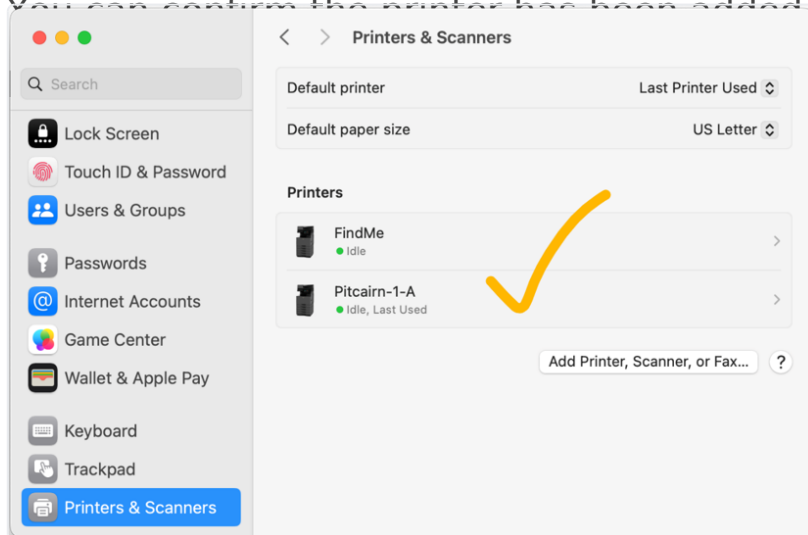 You can confirm the printer has been added
Printers & Scanners
Search
Lock Screen
Touch ID & Password
Users & Groups
Passwords
Internet Accounts
Game Center
Wallet & Apple Pay
Keyboard
Trackpad
Printers & Scanners
Default printer Last Printer Used
Default paper size US Letter
Printers
FindMe
Idle
Pitcairn-1-A
Idle, Last Used
Add Printer, Scanner, or Fax... ?